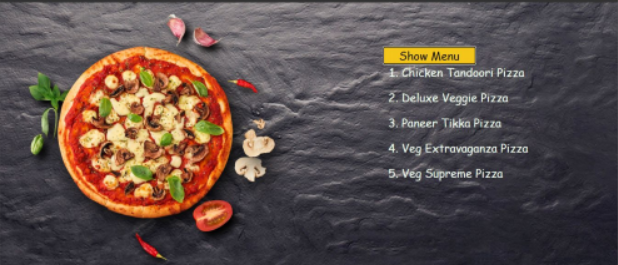 Show Menu
1. Chicken Tandoori Pizza
2. Deluxe Veggie Pizza
3. Paneer Tikka Pizza
4. Veg Extravaganza Pizza
5. Veg Supreme Pizza